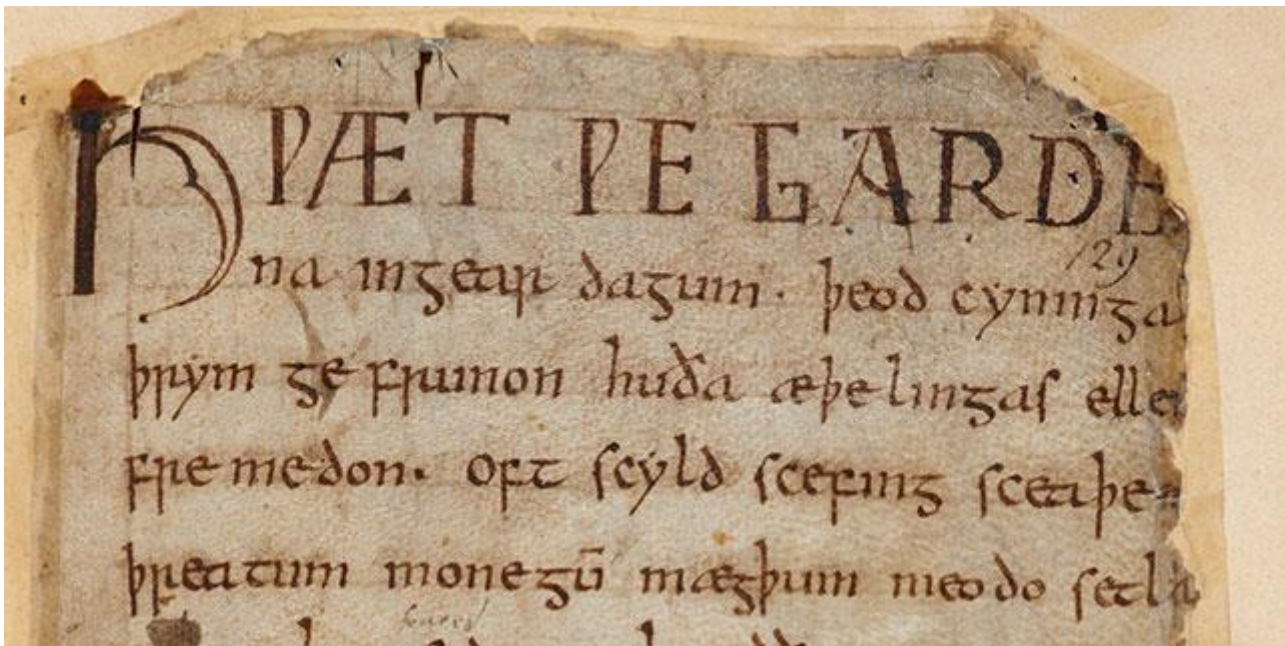 HǷÆT ǷE GARDE
na ingear dagum. þeod cyninga
129
þrym ge frunon huða æþelingas elle
fre medon. oft scyld scefing sceaþe
þreatum monegū mægþum meodo setla